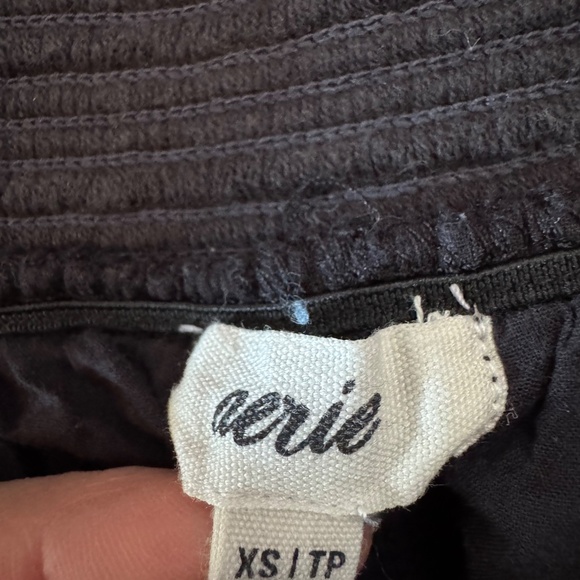 aerie
XS | TP